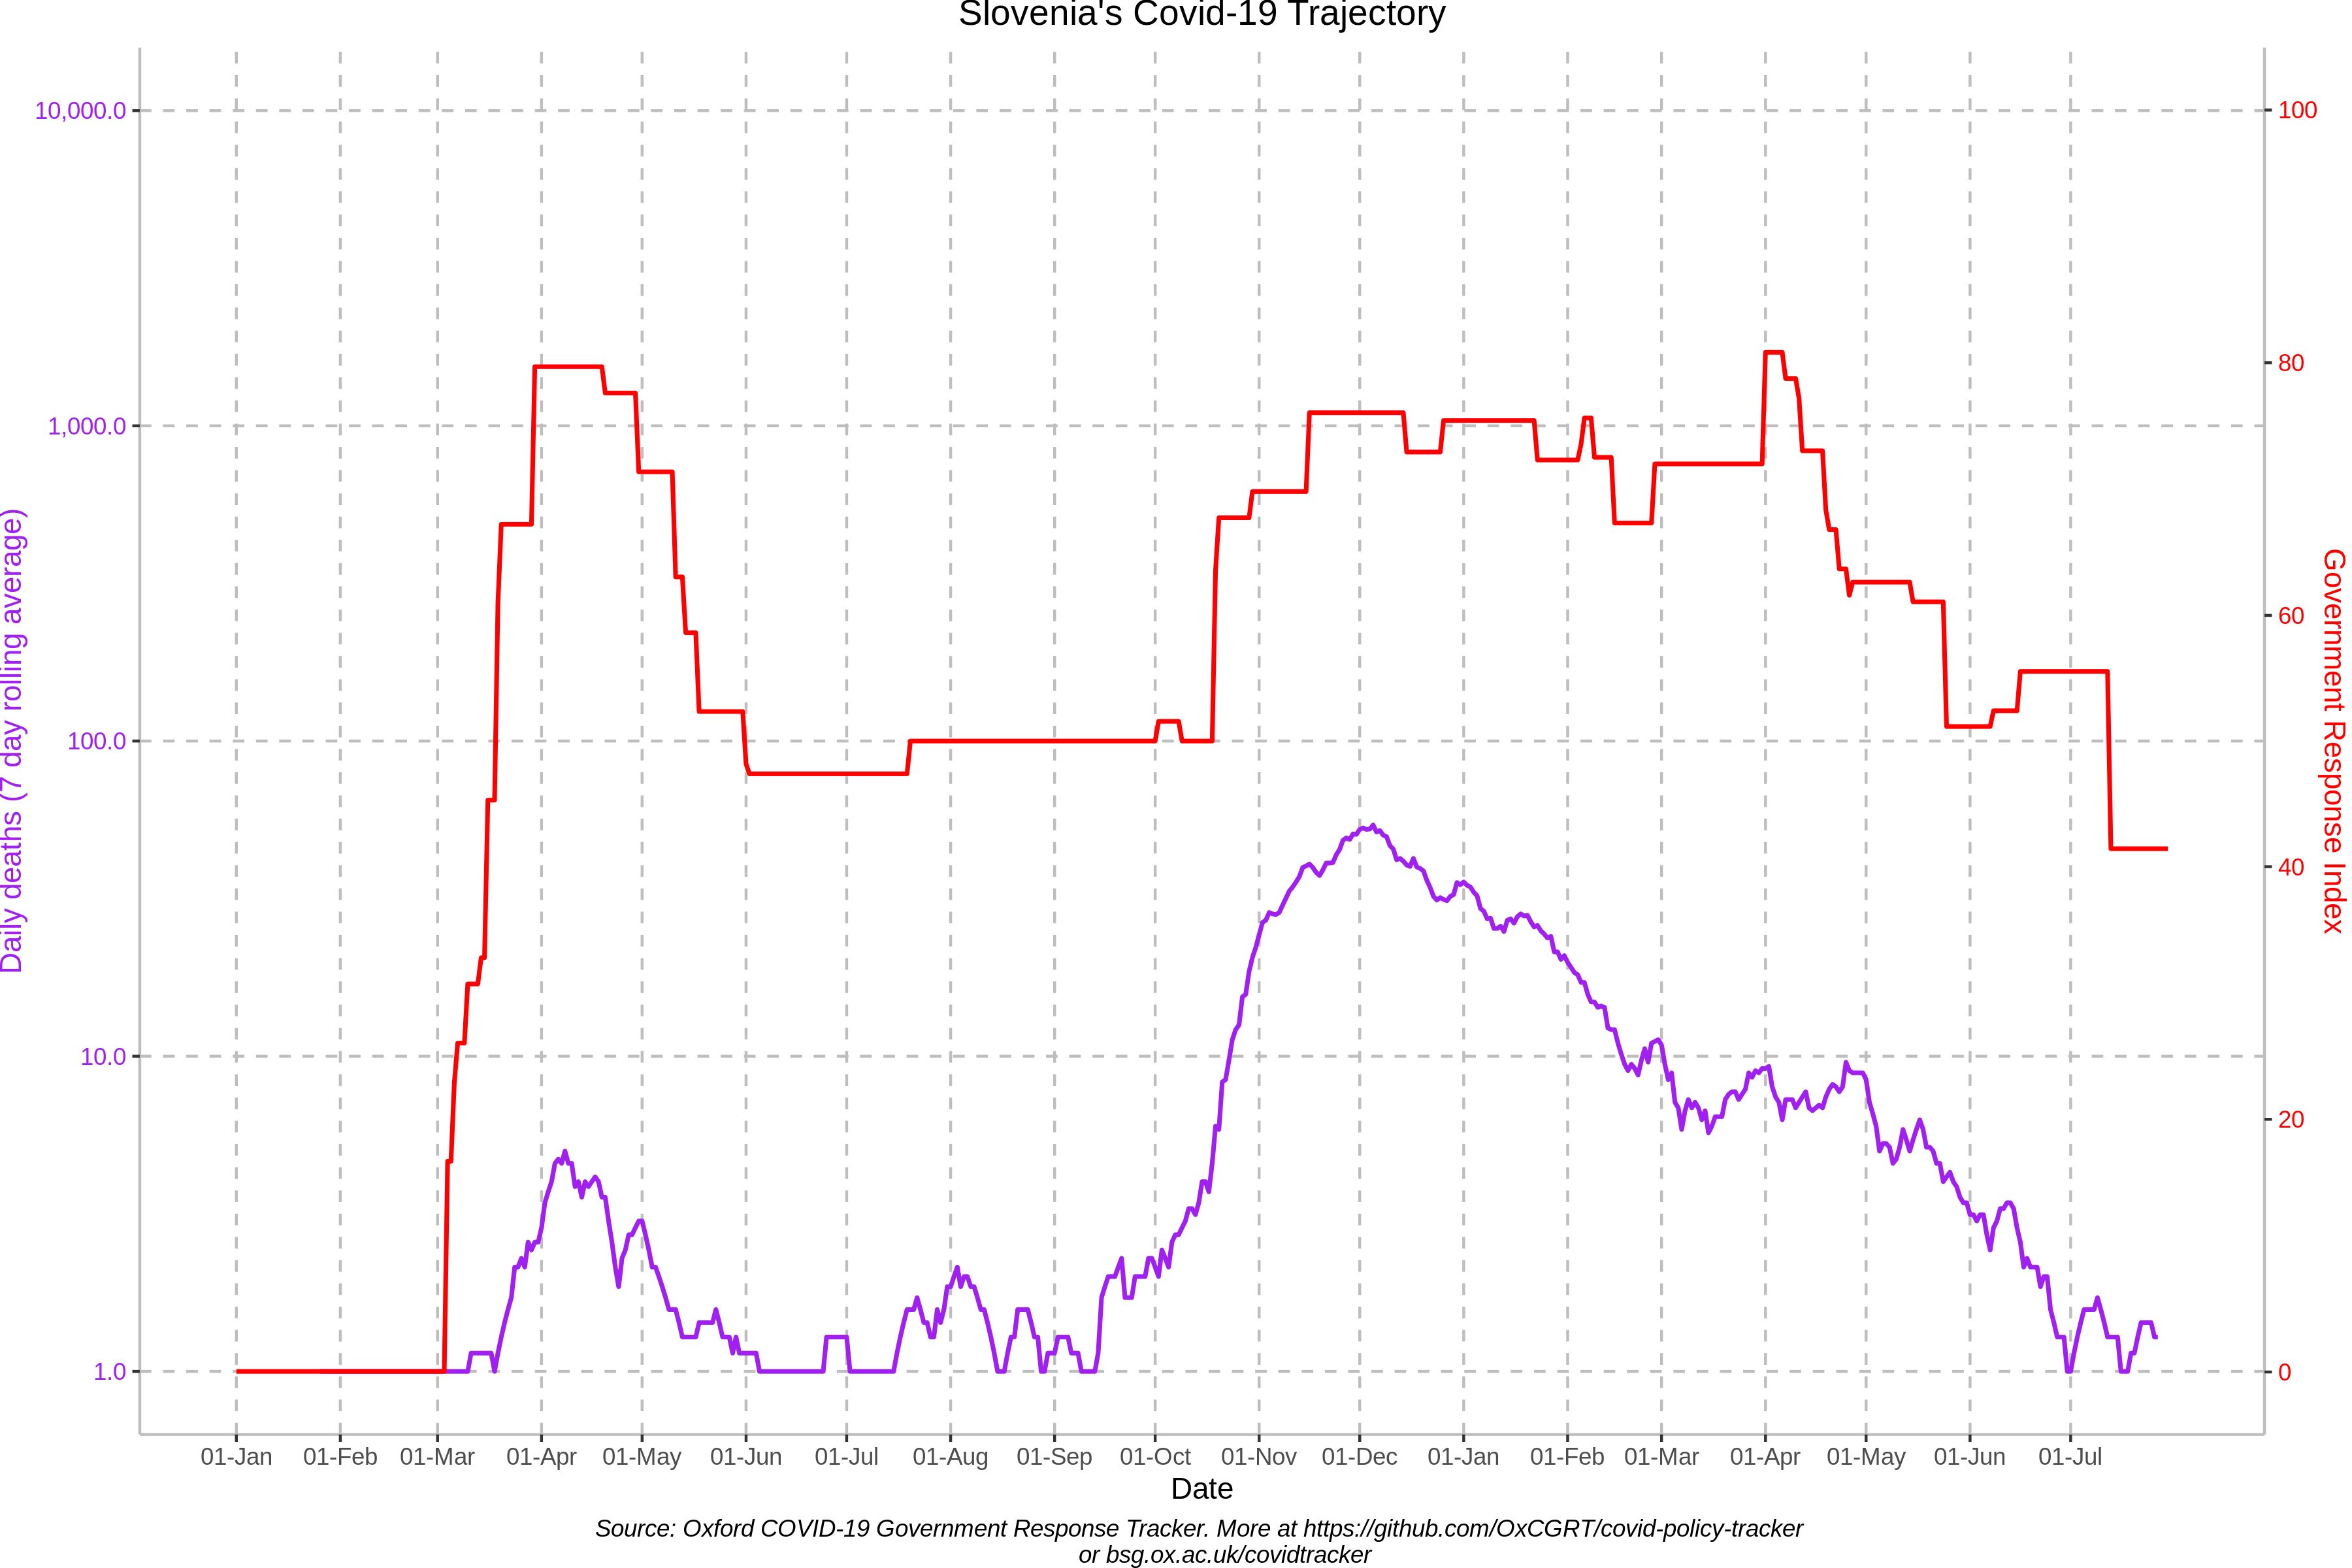 Slovenia's Covid-19 Trajectory
10,000.0
1,000.0
100.0
10.0
1.0
Daily deaths (7 day rolling average)
100
80
60
40
20
0
Government Response Index
01-Jan 01-Feb 01-Mar 01-Apr 01-May 01-Jun 01-Jul 01-Aug 01-Sep 01-Oct 01-Nov 01-Dec 01-Jan 01-Feb 01-Mar 01-Apr 01-May 01-Jun 01-Jul
Date
Source: Oxford COVID-19 Government Response Tracker. More at https://github.com/OxCGRT/covid-policy-tracker
or bsg.ox.ac.uk/covidtracker